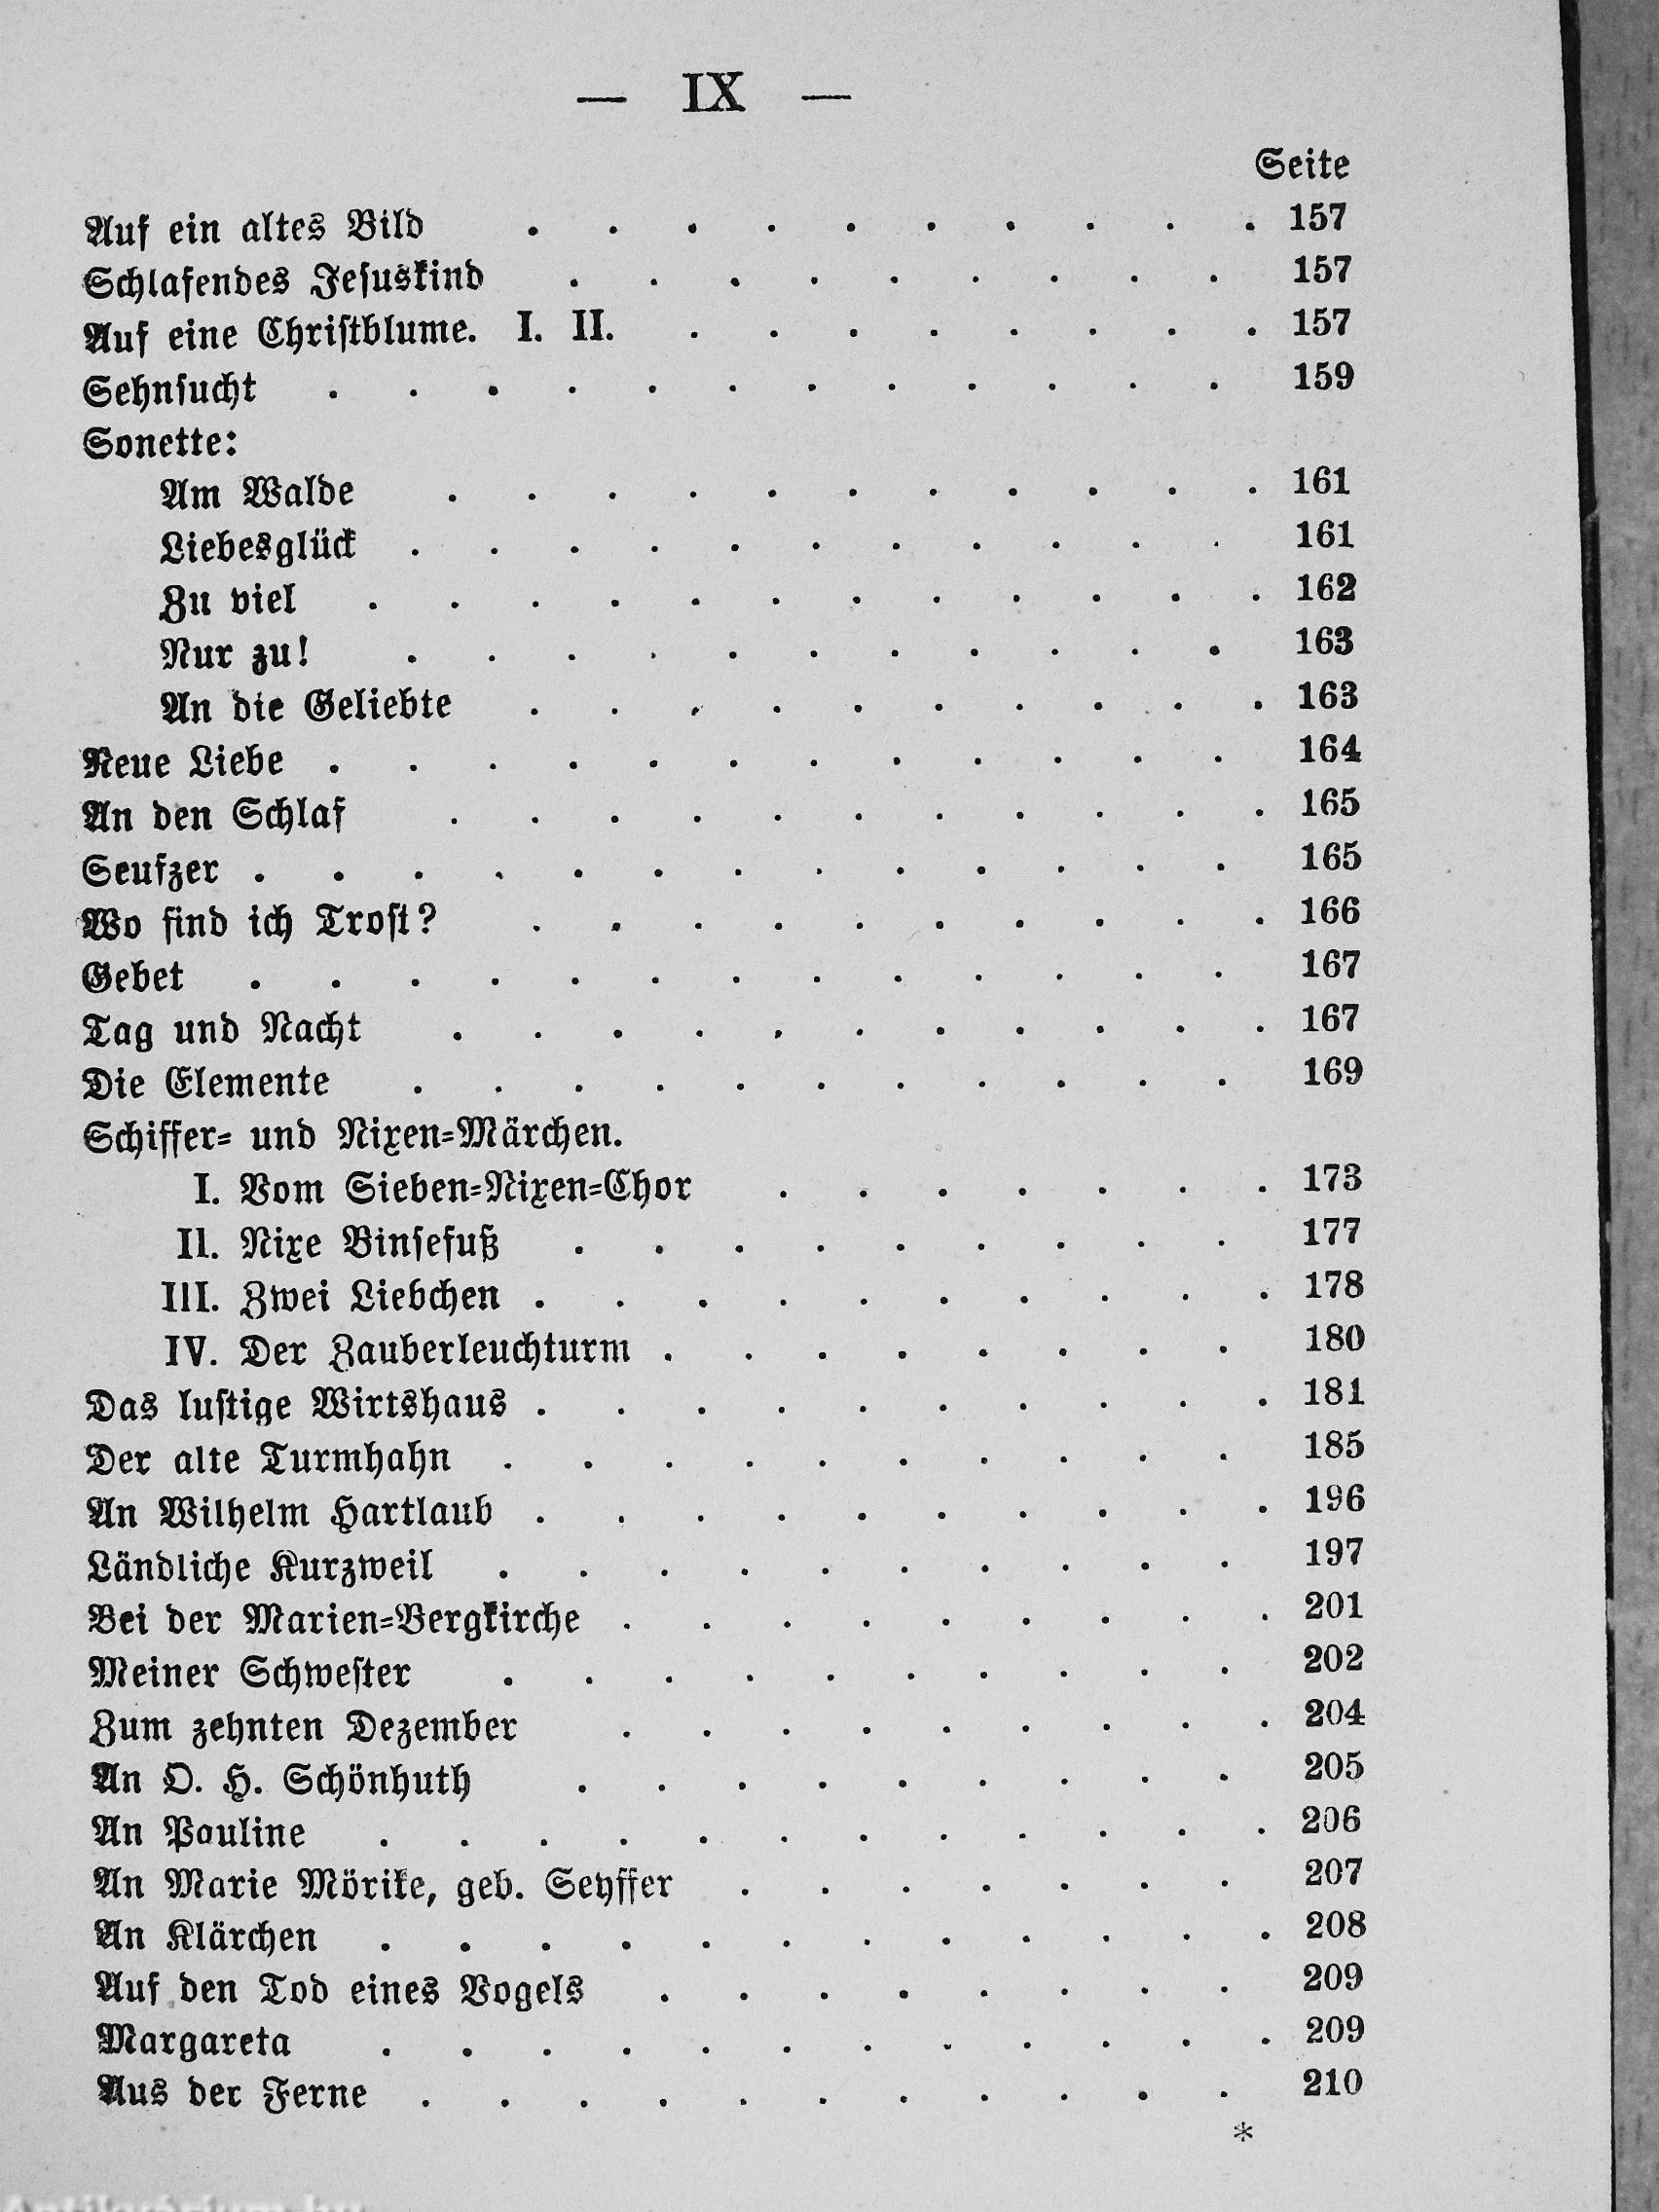 — IX —
Seite
Auf ein altes Bild . . . . . . . . . . 157
Schlafendes Jesuskind . . . . . . . . . 157
Auf eine Christblume. I. II. . . . . . . . . 157
Sehnsucht . . . . . . . . . . . . 159
Sonette:
Am Walde . . . . . . . . . . . 161
Liebesglück . . . . . . . . . . . 161
Zu viel . . . . . . . . . . . . 162
Nur zu! . . . . . . . . . . . 163
An die Geliebte . . . . . . . . . . 163
Neue Liebe . . . . . . . . . . . . 164
An den Schlaf . . . . . . . . . . . 165
Seufzer . . . . . . . . . . . . . 165
Wo find ich Trost? . . . . . . . . . . 166
Gebet . . . . . . . . . . . . . 167
Tag und Nacht . . . . . . . . . . . 167
Die Elemente . . . . . . . . . . . 169
Schiffer= und Nixen=Märchen.
I. Vom Sieben=Nixen=Chor . . . . . . . 173
II. Nixe Binsefuß . . . . . . . . . 177
III. Zwei Liebchen . . . . . . . . . . 178
IV. Der Zauberleuchturm . . . . . . . . 180
Das lustige Wirtshaus . . . . . . . . . . 181
Der alte Turmhahn . . . . . . . . . . 185
An Wilhelm Hartlaub . . . . . . . . . . 196
Ländliche Kurzweil . . . . . . . . . . 197
Bei der Marien=Bergkirche . . . . . . . . . 201
Meiner Schwester . . . . . . . . . . 202
Zum zehnten Dezember . . . . . . . . . 204
An O. H. Schönhuth . . . . . . . . . 205
An Pauline . . . . . . . . . . . . 206
An Marie Mörike, geb. Seyffer . . . . . . . 207
An Klärchen . . . . . . . . . . . . 208
Auf den Tod eines Vogels . . . . . . . . 209
Margareta . . . . . . . . . . . . 209
Aus der Ferne . . . . . . . . . . . 210
*